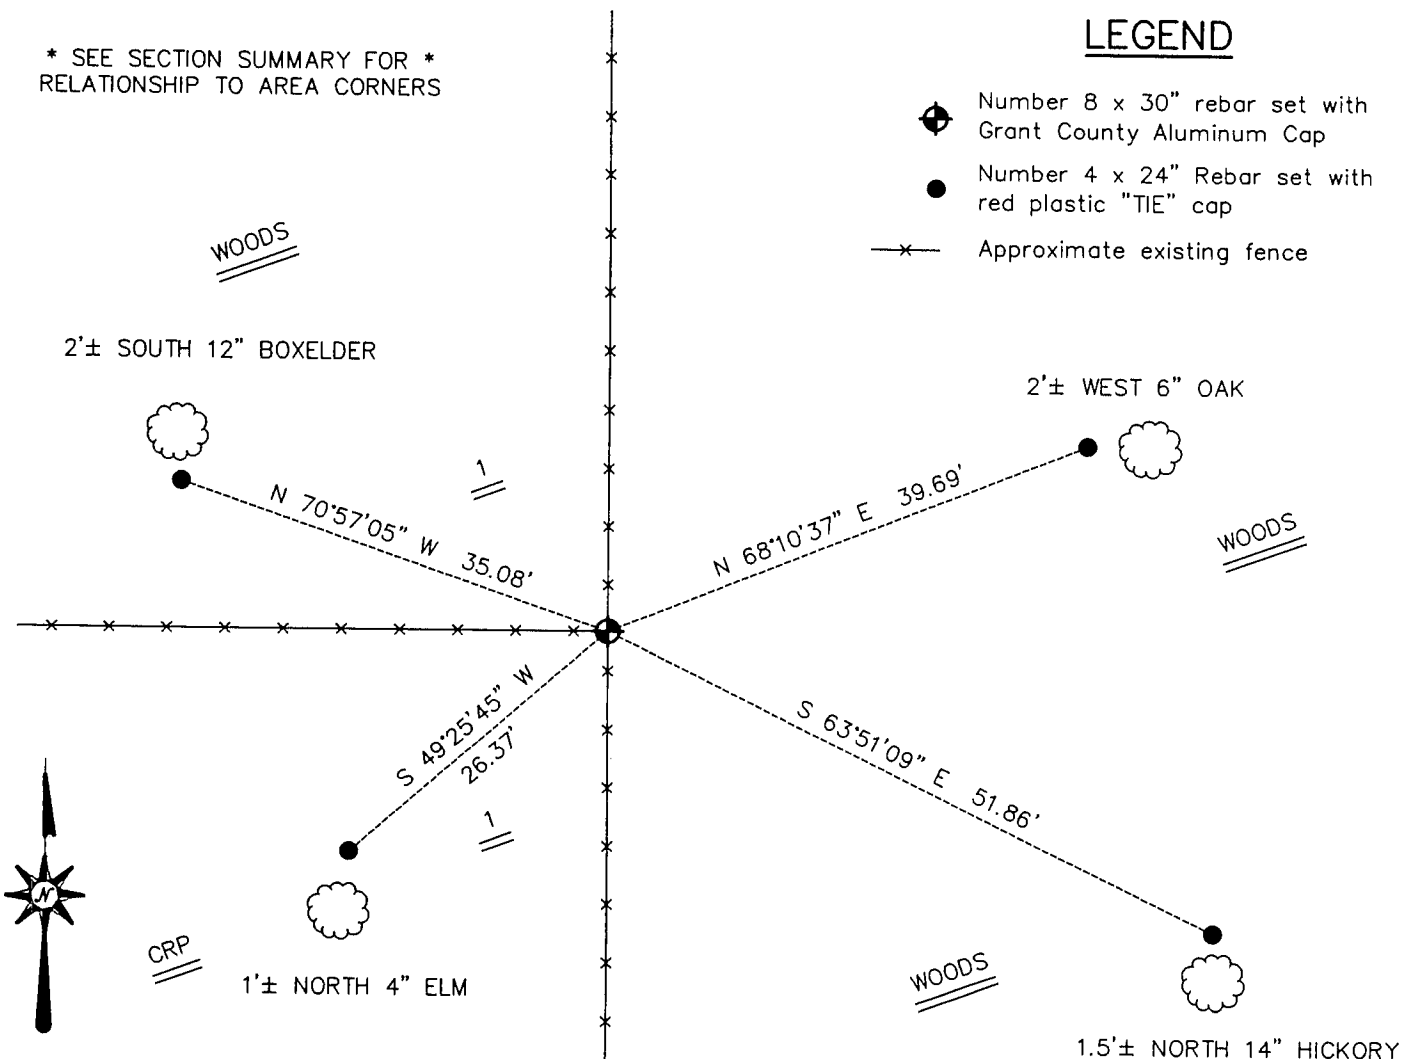 * SEE SECTION SUMMARY FOR *
RELATIONSHIP TO AREA CORNERS
LEGEND
Number 8 x 30" rebar set with
Grant County Aluminum Cap
Number 4 x 24" Rebar set with
red plastic "TIE" cap
Approximate existing fence
WOODS
2'± SOUTH 12" BOXELDER
2'± WEST 6" OAK
1
N 70°57'05" W 35.08'
N 68°10'37" E 39.69'
WOODS
S 49°25'45" W
26.37'
S 63°51'09" E 51.86'
1
N
CRP
1'± NORTH 4" ELM
WOODS
1.5'± NORTH 14" HICKORY